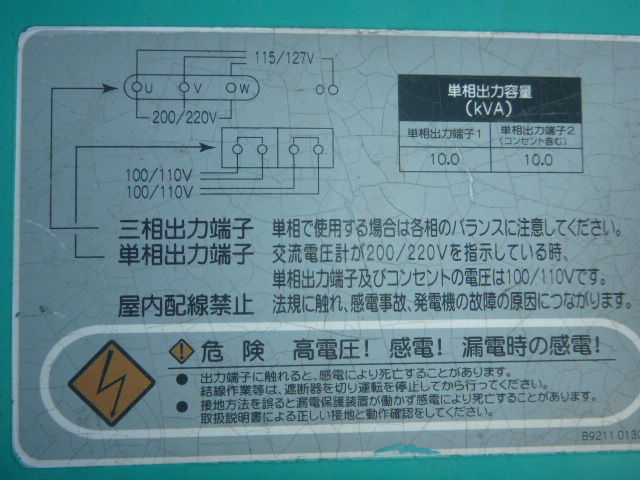 115/127V
U V W O
200/220V
100/110V
100/110V
単相出力容量
(kVA)
単相出力端子1 単相出力端子2
(コンセント含む)
10.0 10.0
三相出力端子 単相で使用する場合は各相のバランスに注意してください。
単相出力端子 交流電圧計が200/220Vを指示している時、
単相出力端子及びコンセントの電圧は100/110Vです。
屋内配線禁止 法規に触れ、感電事故、発電機の故障の原因につながります。
危険 高電圧! 感電! 漏電時の感電!
● 出力端子に触れると、感電により死亡することがあります。
結線作業等は、遮断器を切り運転を停止してから行ってください。
● 接地方法を誤ると漏電保護装置が働かず感電により死亡することがあります。
取扱説明書による正しい接地と動作確認をしてください。
B9211 0130